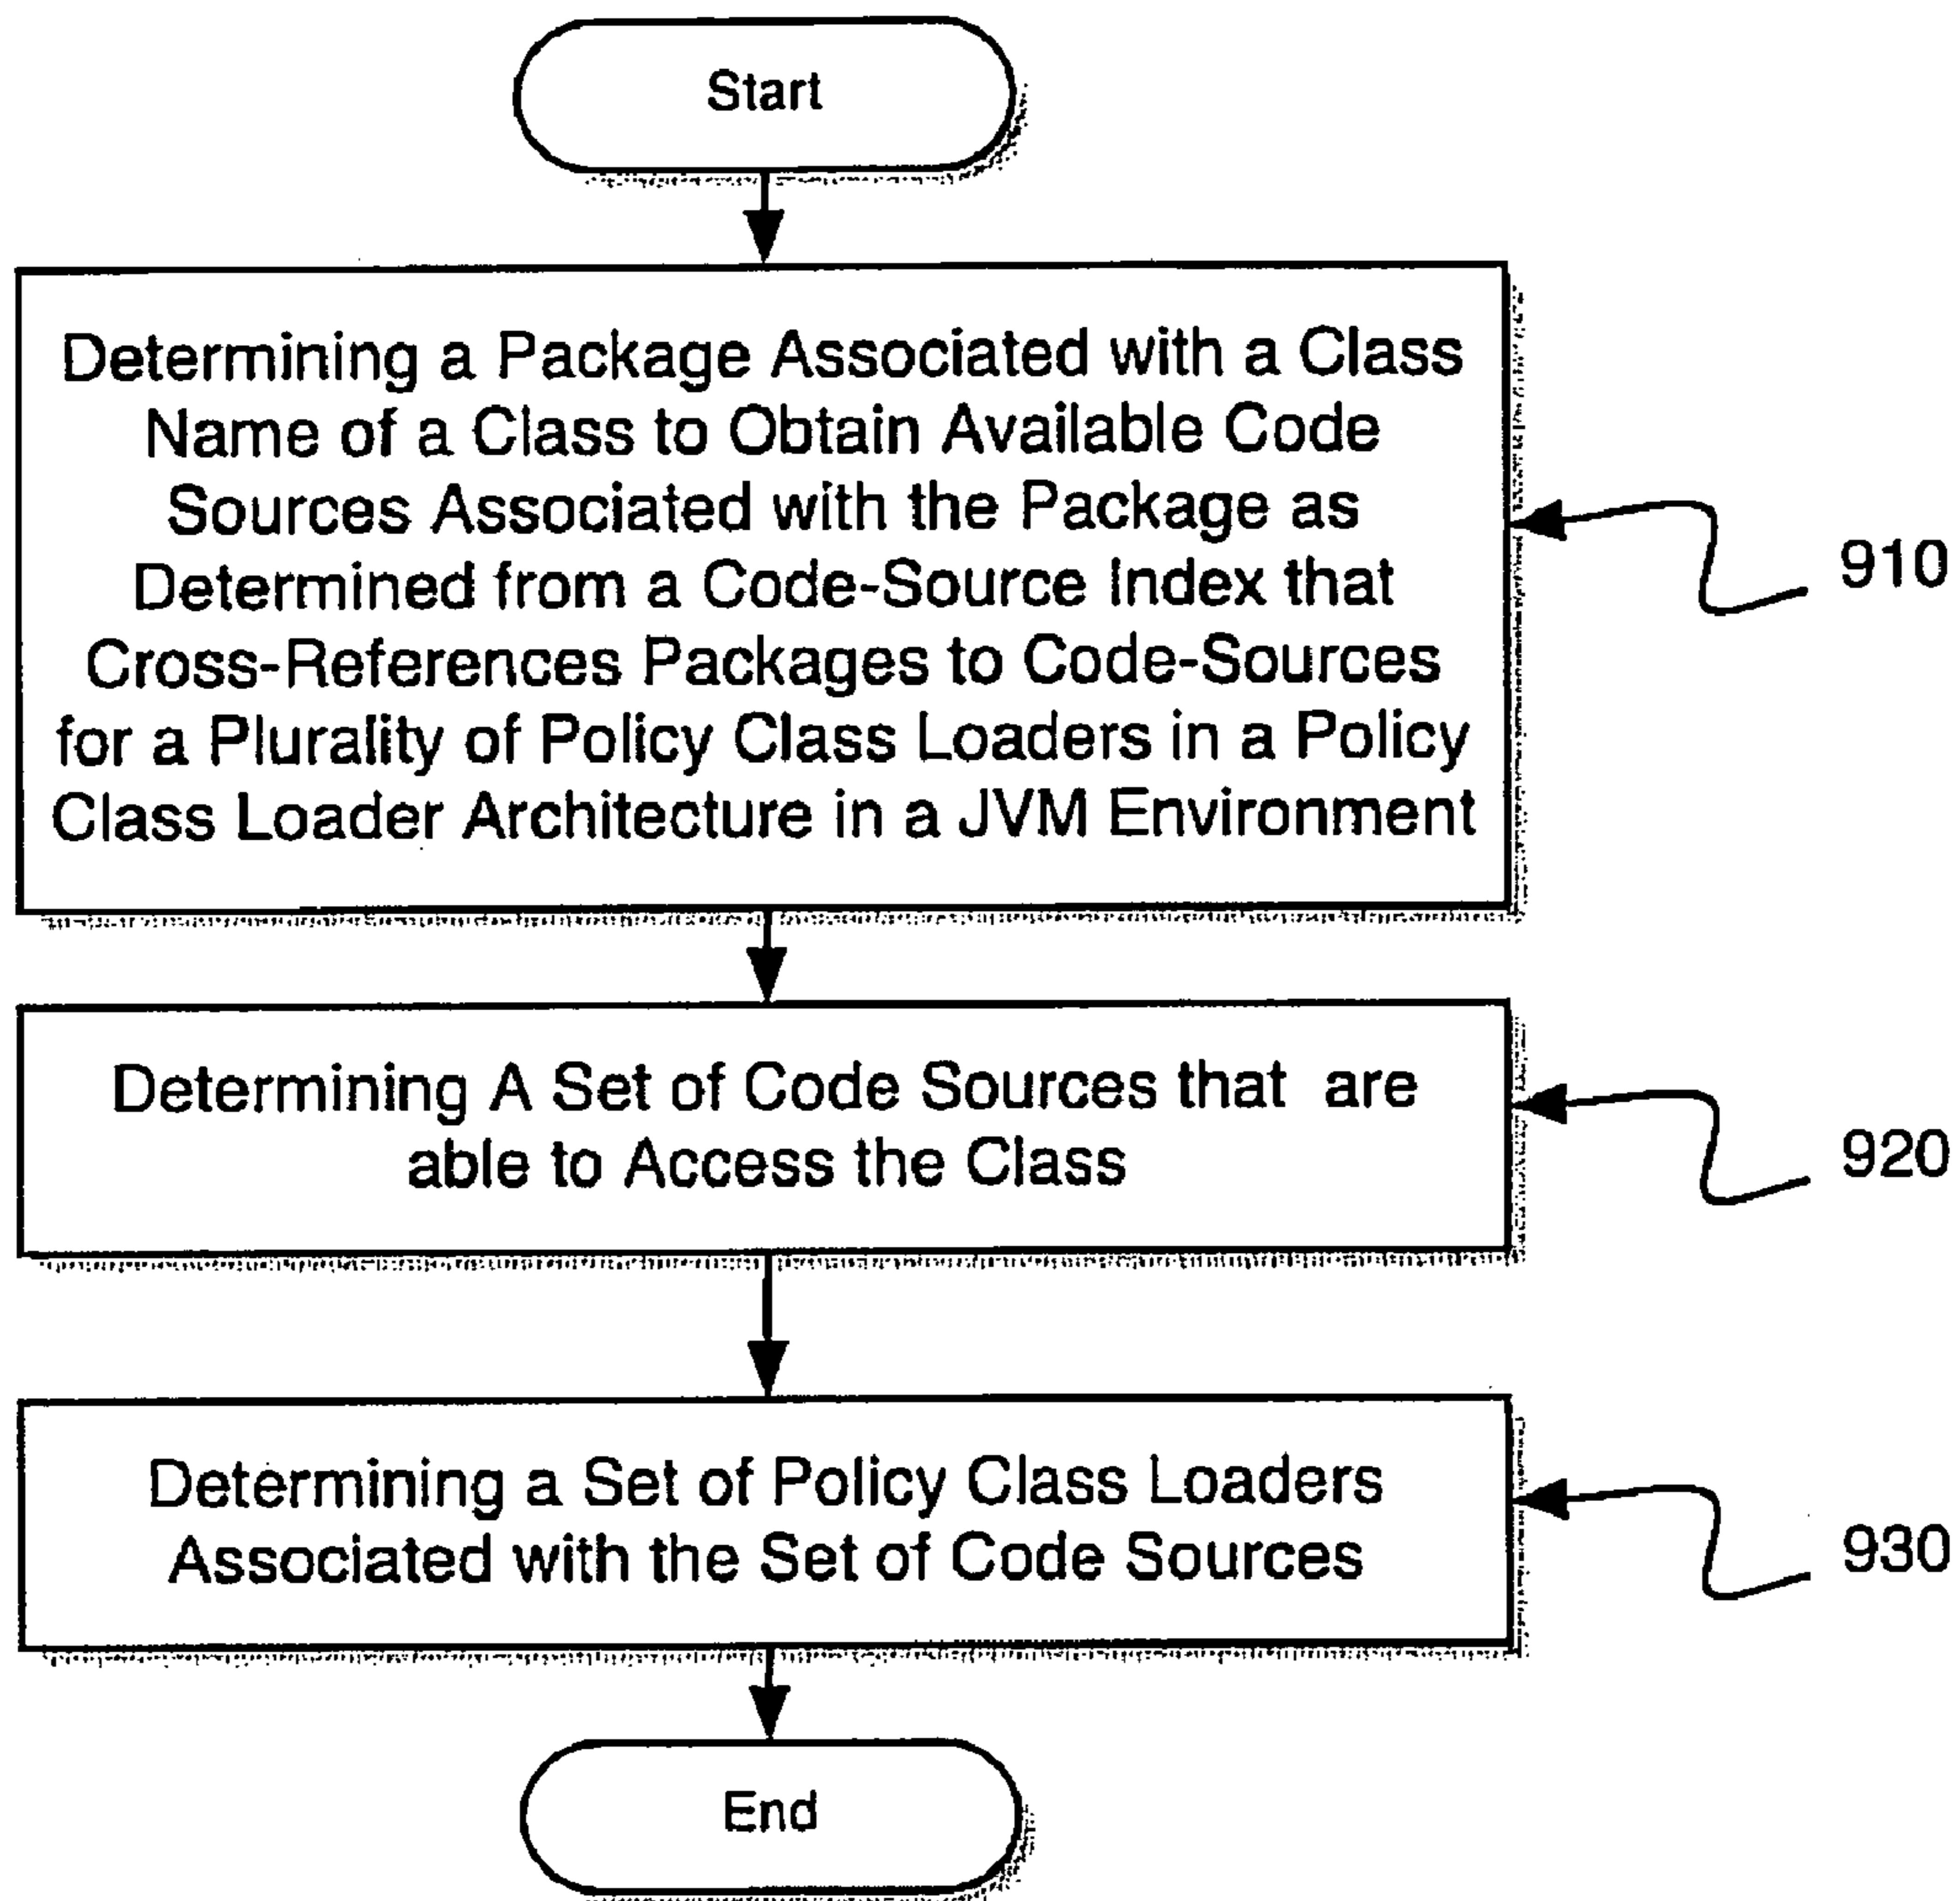 Start
Determining a Package Associated with a Class
Name of a Class to Obtain Available Code
Sources Associated with the Package as
Determined from a Code-Source Index that
Cross-References Packages to Code-Sources
for a Plurality of Policy Class Loaders in a Policy
Class Loader Architecture in a JVM Environment
910
Determining A Set of Code Sources that are
able to Access the Class
920
Determining a Set of Policy Class Loaders
Associated with the Set of Code Sources
930
End